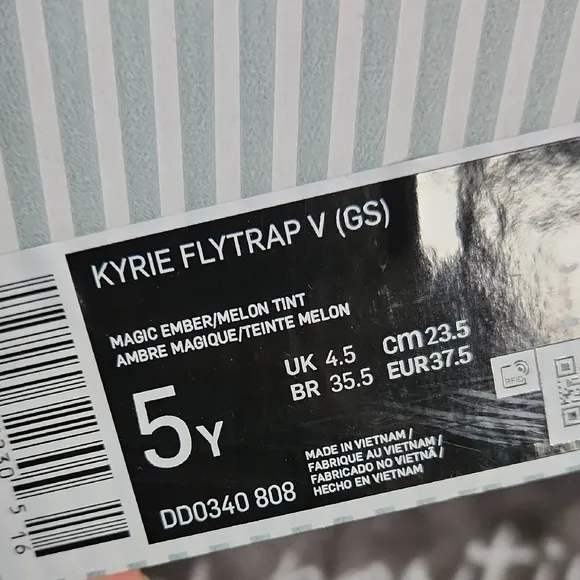 KYRIE FLYTRAP V (GS)
MAGIC EMBER/MELON TINT
AMBRE MAGIQUE/TEINTE MELON
UK 4.5 cm 23.5
BR 35.5 EUR 37.5
5Y
RFID
MADE IN VIETNAM /
FABRIQUE AU VIETNAM /
FABRICADO NO VIETNÃ /
HECHO EN VIETNAM
DD0340 808